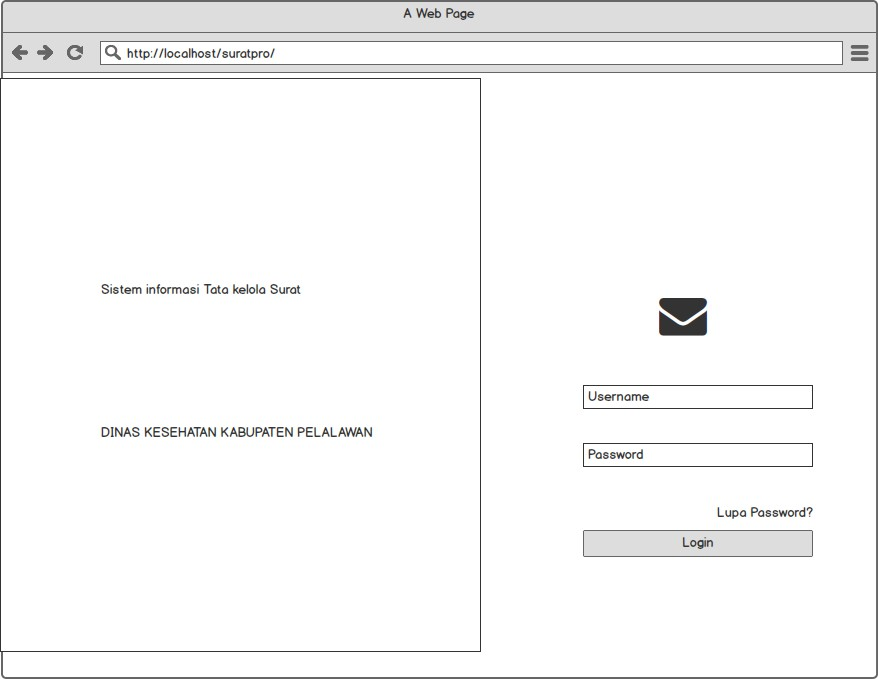 A Web Page
http://localhost/suratpro/
Sistem informasi Tata kelola Surat
DINAS KESEHATAN KABUPATEN PELALAWAN
Username
Password
Lupa Password?
Login